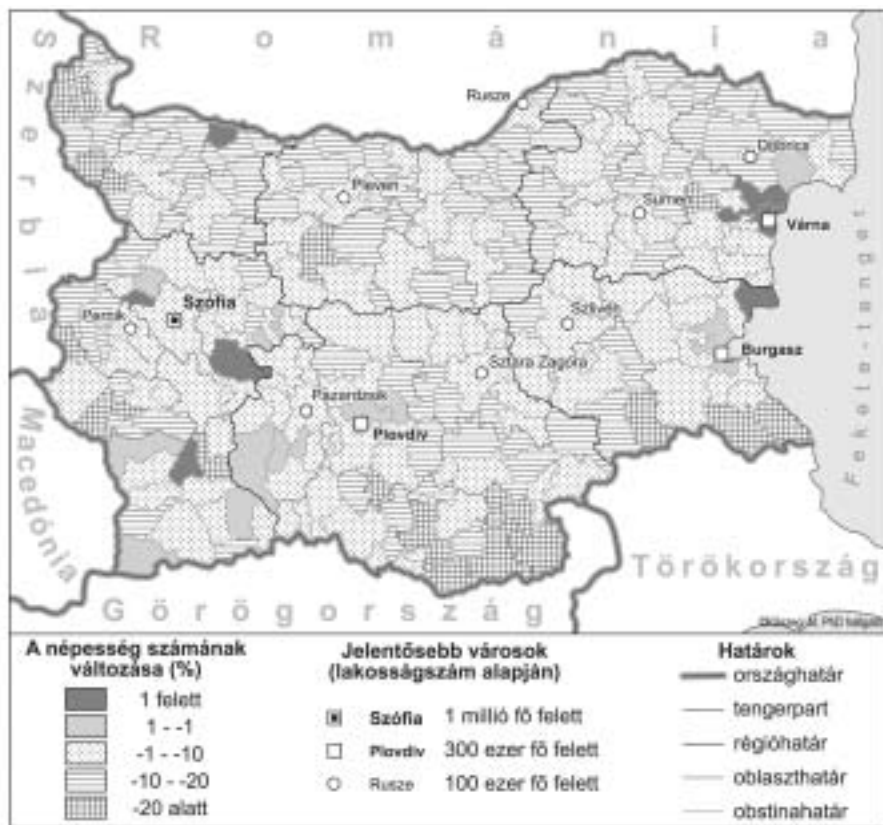 Románia
Szerbia
Rusze
Dobrics
Pleven
Sumen
Várna
Fekete-tenger
Szófia
Pernik
Szliven
Burgasz
Sztara Zagora
Pazardzsik
Plovdiv
Macedónia
Törökország
Görögország
A népesség számának
változása (%)
1 felett
1 - -1
-1 - -10
-10 - -20
-20 alatt
Jelentősebb városok
(lakosságszám alapján)
Szófia 1 millió fő felett
Plovdiv 300 ezer fő felett
Rusze 100 ezer fő felett
Határok
országhatár
tengerpart
régióhatár
oblaszthatár
obstinahatár